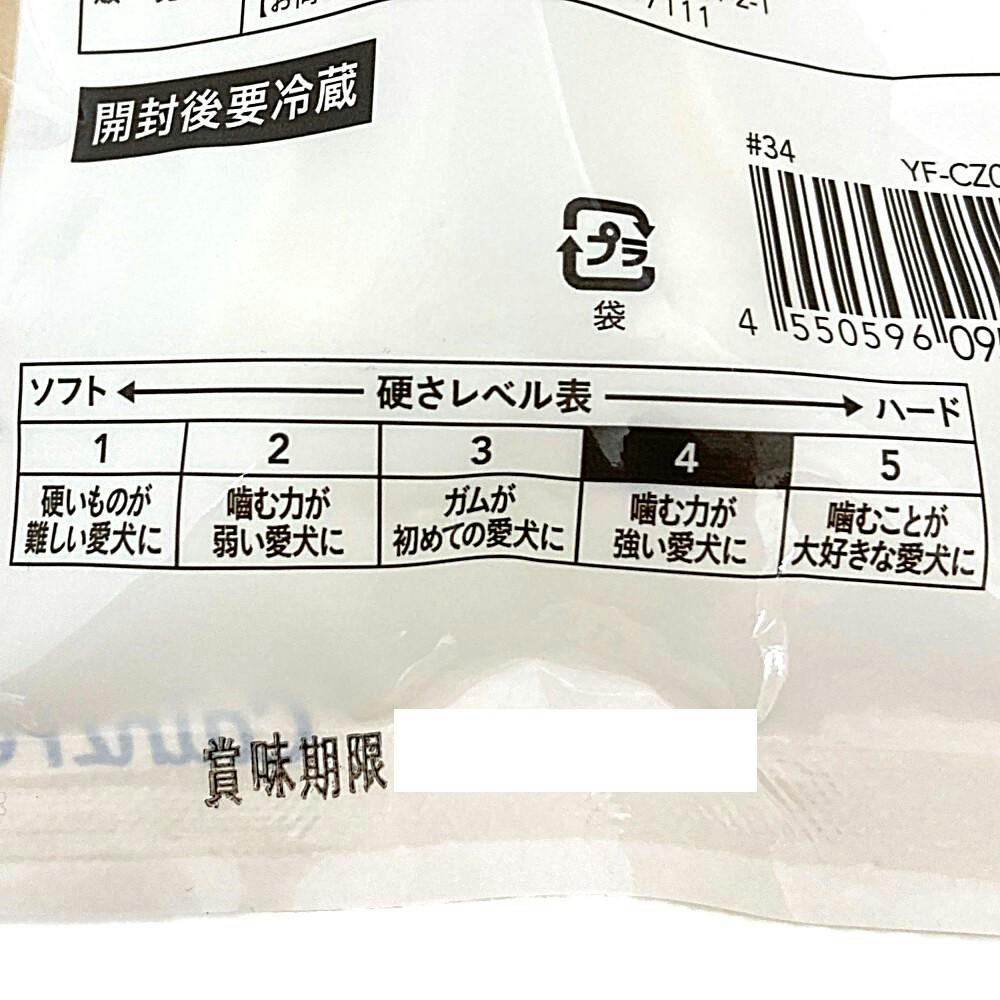 開封後要冷蔵
#34
YF-CZ0
プラ
袋
4 550596 09
ソフト 硬さレベル表 ハード
1 2 3 4 5
硬いものが 噛む力が ガムが 噛む力が 噛むことが
難しい愛犬に 弱い愛犬に 初めての愛犬に 強い愛犬に 大好きな愛犬に
賞味期限